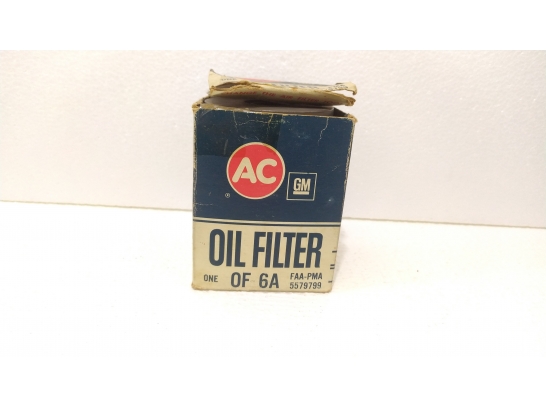 AC
®
GM
OIL FILTER
ONE OF 6A FAA-PMA
5579799